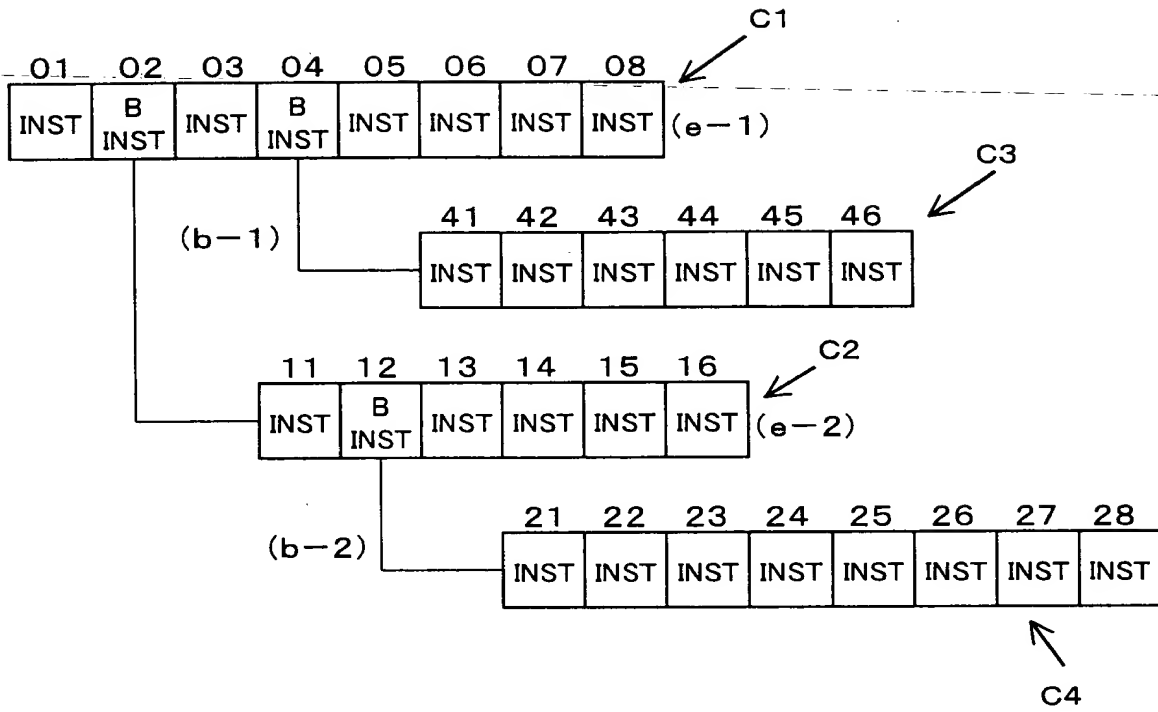 C1
01 02 03 04 05 06 07 08
INST B INST INST B INST INST INST INST INST (e-1)
C3
41 42 43 44 45 46
(b-1)
INST INST INST INST INST INST
C2
11 12 13 14 15 16
INST B INST INST INST INST INST (e-2)
21 22 23 24 25 26 27 28
(b-2)
INST INST INST INST INST INST INST INST
C4